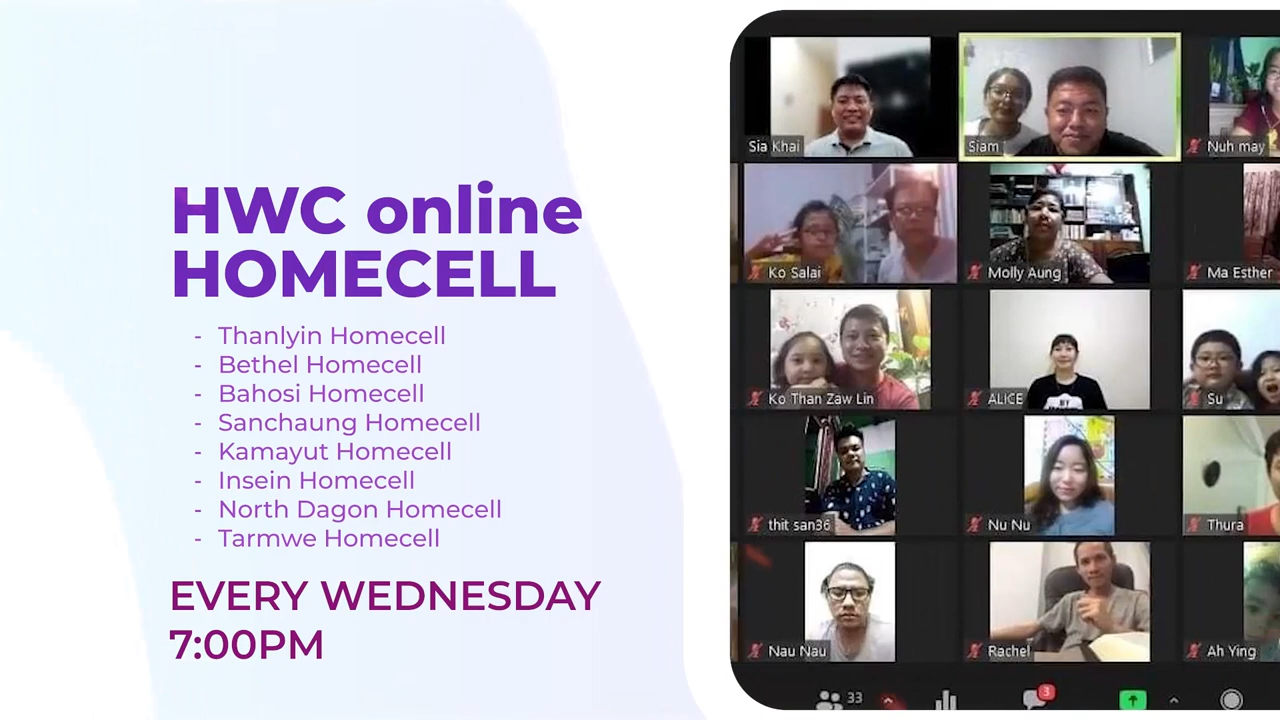 HWC online
HOMECELL
- Thanlyin Homecell
- Bethel Homecell
- Bahosi Homecell
- Sanchaung Homecell
- Kamayut Homecell
- Insein Homecell
- North Dagon Homecell
- Tarmwe Homecell
EVERY WEDNESDAY
7:00PM
Sia Khai
Siam
Nuh may
Ko Salai
Molly Aung
Ma Esther
Ko Than Zaw Lin
ALICE
Su
thit san36
Nu Nu
Thura
Nau Nau
Rachel
Ah Ying
33
3